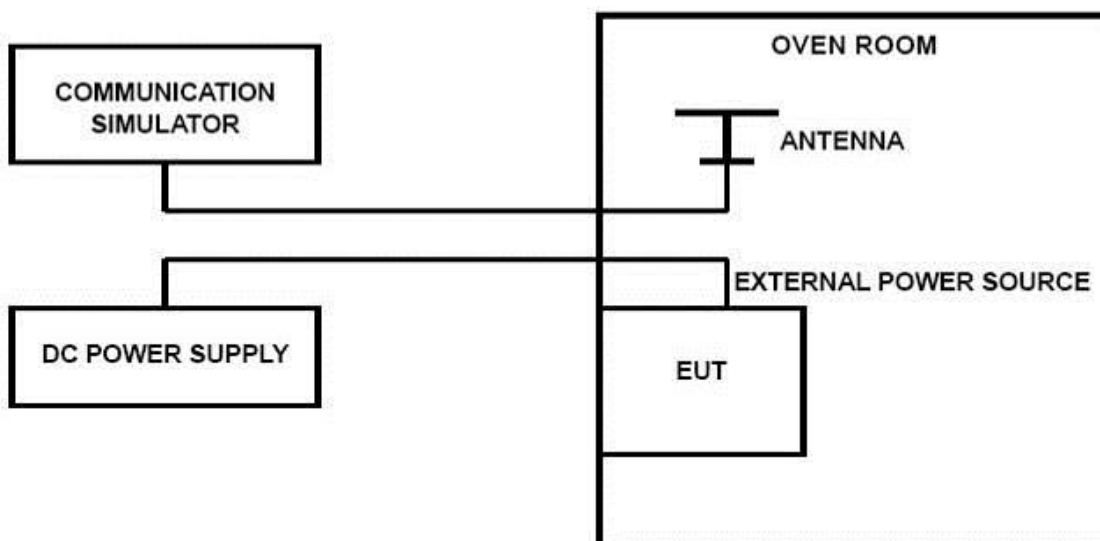 OVEN ROOM
COMMUNICATION
SIMULATOR
ANTENNA
EXTERNAL POWER SOURCE
DC POWER SUPPLY
EUT